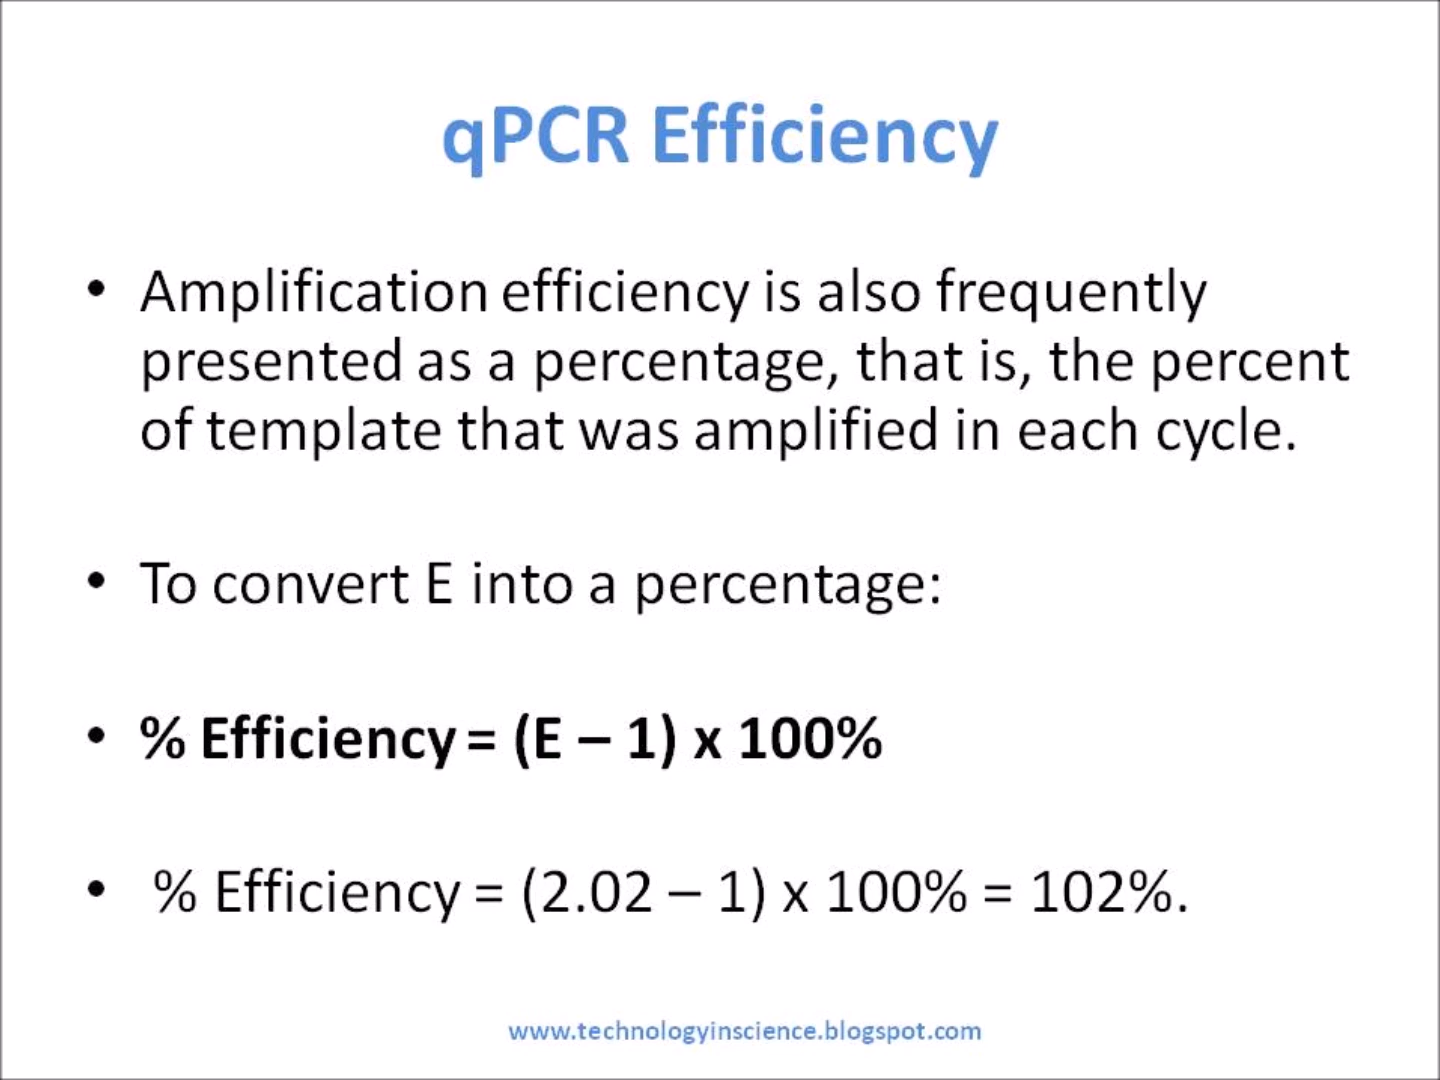 qPCR Efficiency
• Amplification efficiency is also frequently
presented as a percentage, that is, the percent
of template that was amplified in each cycle.
• To convert E into a percentage:
• % Efficiency = (E – 1) x 100%
• % Efficiency = (2.02 – 1) x 100% = 102%.
www.technologyinscience.blogspot.com